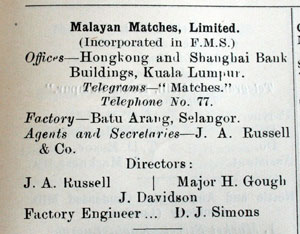 Malayan Matches, Limited.
(Incorporated in F.M.S.)
Offices—Hongkong and Shanghai Bank
Buildings, Kuala Lumpur.
Telegrams—"Matches."
Telephone No. 77.
Factory—Batu Arang, Selangor.
Agents and Secretaries—J. A. Russell
& Co.
Directors:
J. A. Russell | Major H. Gough
J. Davidson
Factory Engineer ... D. J. Simons